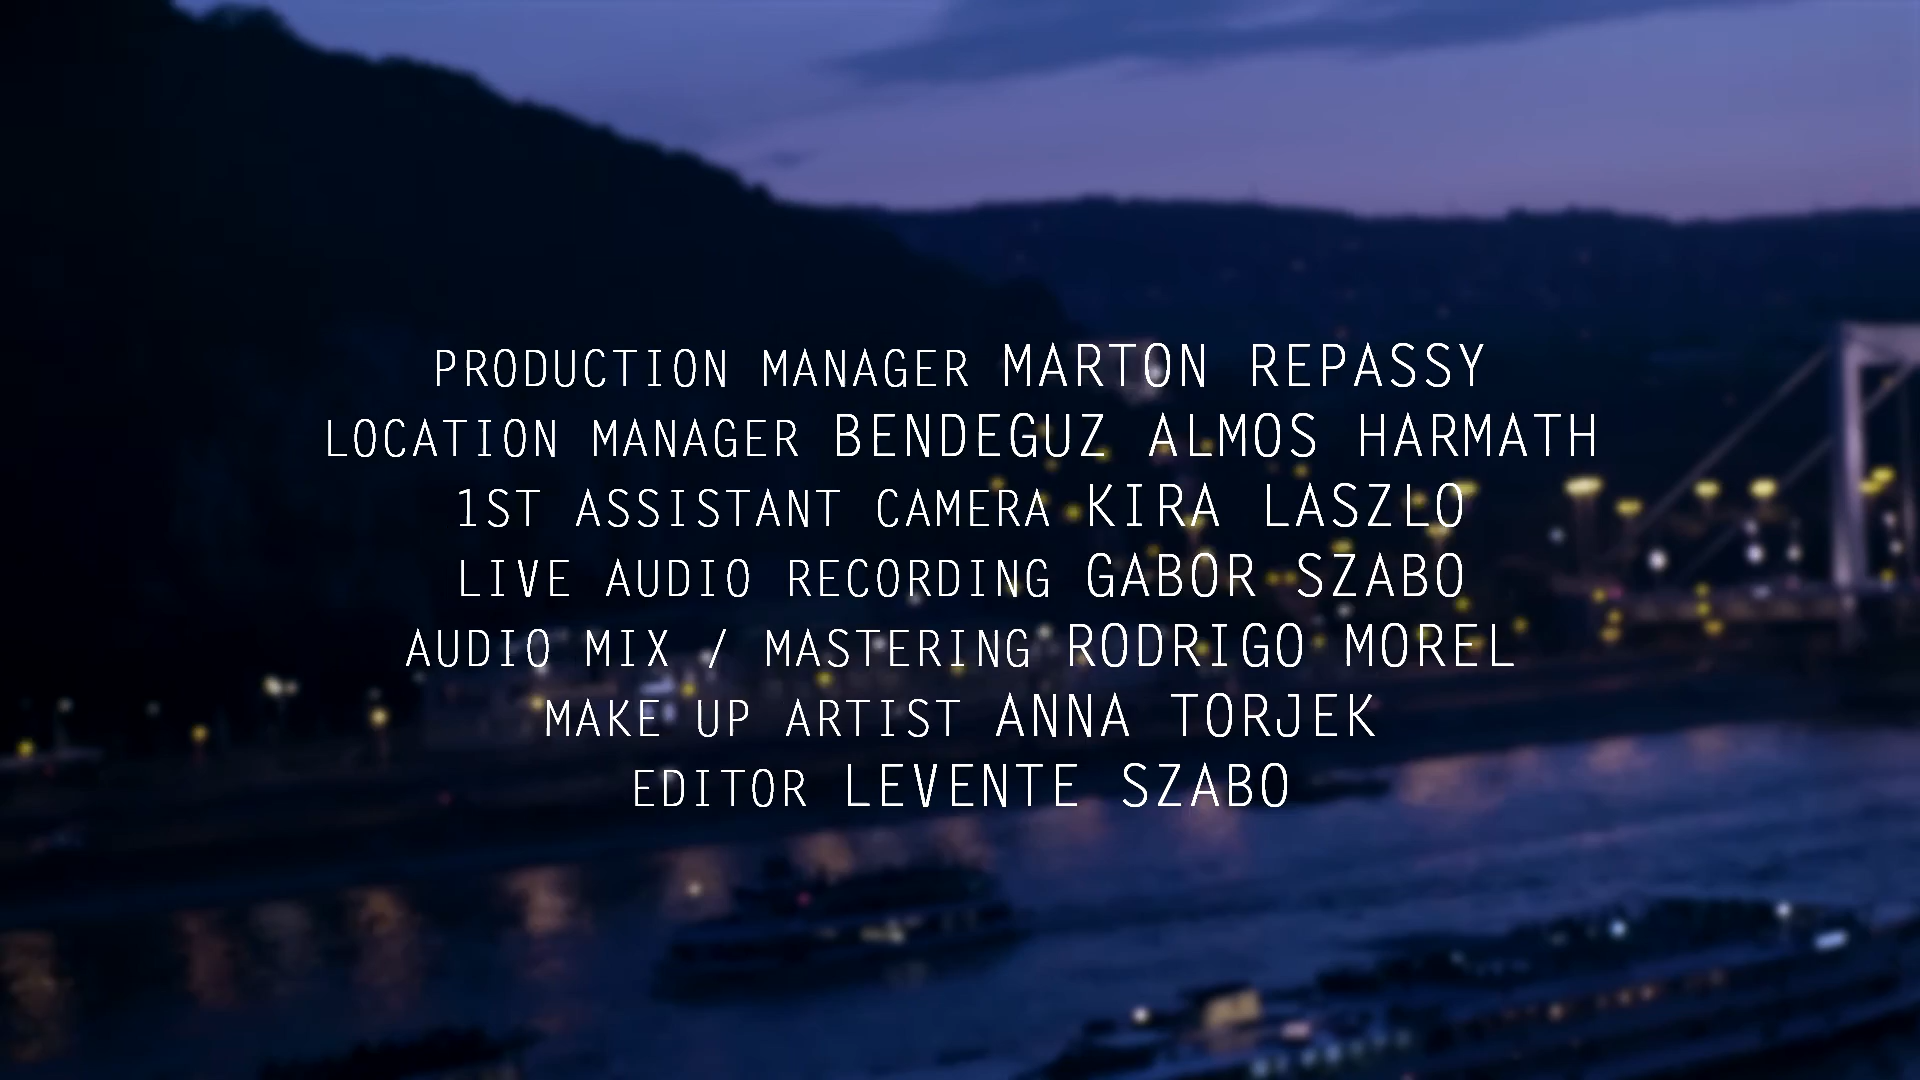 PRODUCTION MANAGER MARTON REPASSY
LOCATION MANAGER BENDEGUZ ALMOS HARMATH
1ST ASSISTANT CAMERA KIRA LASZLO
LIVE AUDIO RECORDING GABOR SZABO
AUDIO MIX / MASTERING RODRIGO MOREL
MAKE UP ARTIST ANNA TORJEK
EDITOR LEVENTE SZABO